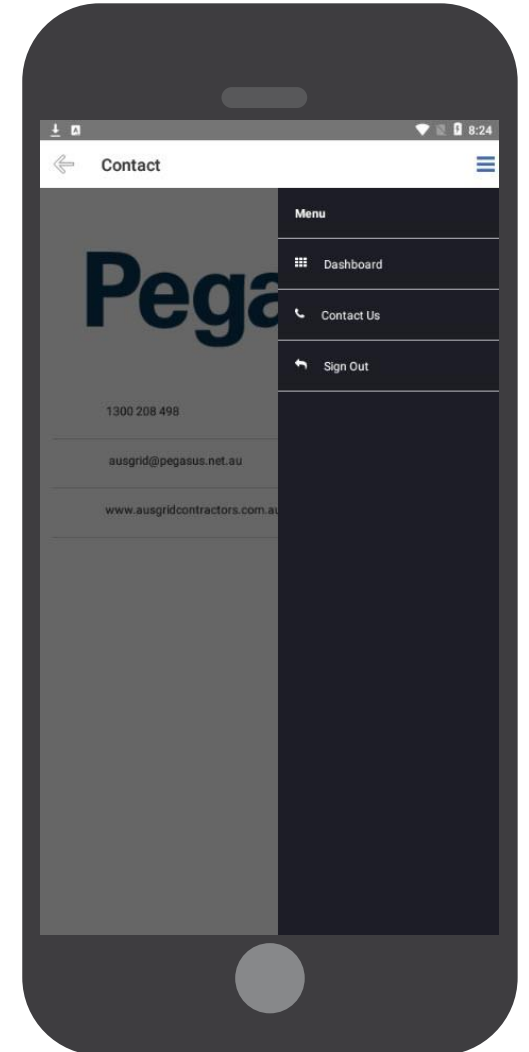 8:24
Contact
Menu
Dashboard
Contact Us
Sign Out
Pega
1300 208 498
ausgrid@pegasus.net.au
www.ausgridcontractors.com.au